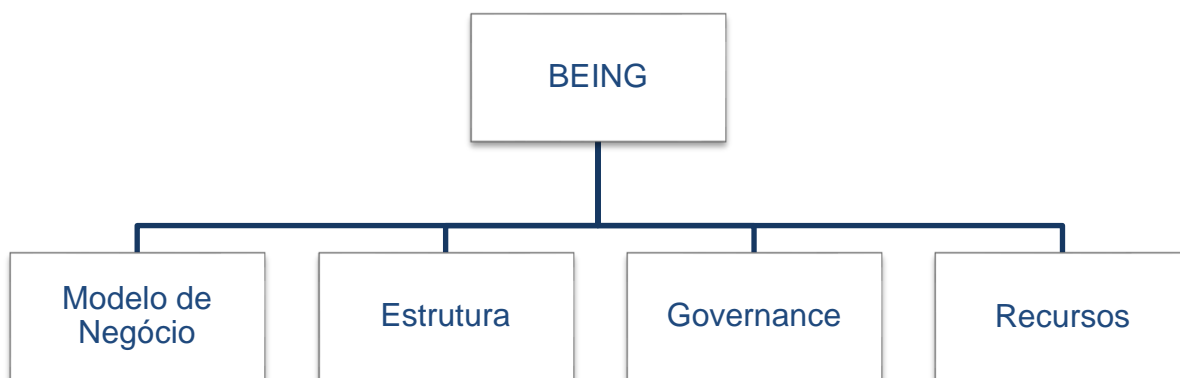 BEING
Modelo de
Negócio
Estrutura
Governance
Recursos